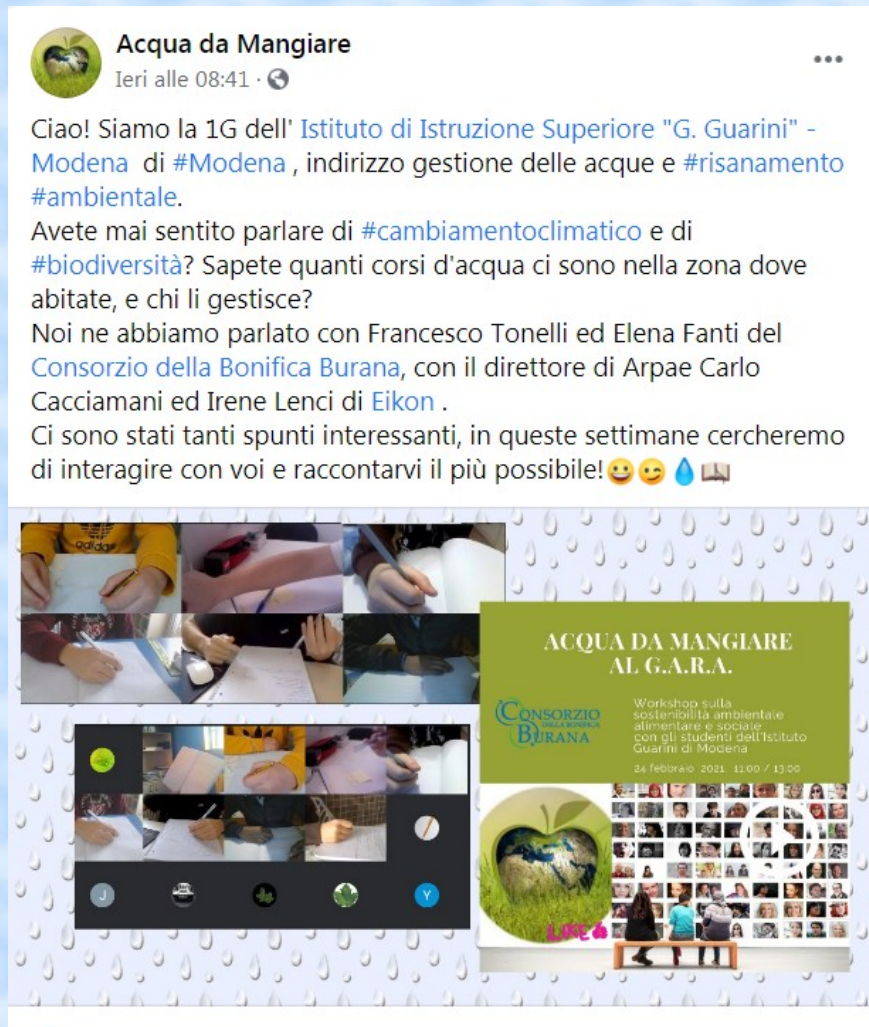 Acqua da Mangiare
Ieri alle 08:41 ·
Ciao! Siamo la 1G dell' Istituto di Istruzione Superiore "G. Guarini" -
Modena di #Modena , indirizzo gestione delle acque e #risanamento
#ambientale.
Avete mai sentito parlare di #cambiamentoclimatico e di
#biodiversità? Sapete quanti corsi d'acqua ci sono nella zona dove
abitate, e chi li gestisce?
Noi ne abbiamo parlato con Francesco Tonelli ed Elena Fanti del
Consorzio della Bonifica Burana, con il direttore di Arpae Carlo
Cacciamani ed Irene Lenci di Eikon .
Ci sono stati tanti spunti interessanti, in queste settimane cercheremo
di interagire con voi e raccontarvi il più possibile!😀😉💧📖
adidas
ACQUA DA MANGIARE
AL G.A.R.A.
CONSORZIO
DELLA BONIFICA
BURANA
Workshop sulla
sostenibilità ambientale
alimentare e sociale
con gli studenti dell'Istituto
Guarini di Modena
24 febbraio 2021 11:00 / 13:00
J
Y
LIKE